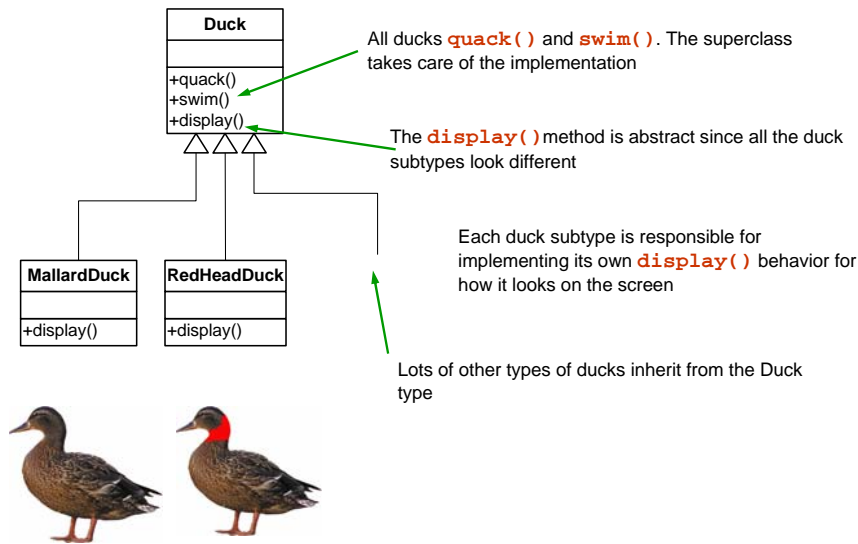 Duck
+quack()
+swim()
+display()
All ducks quack() and swim(). The superclass
takes care of the implementation
The display()method is abstract since all the duck
subtypes look different
MallardDuck
+display()
RedHeadDuck
+display()
Each duck subtype is responsible for
implementing its own display() behavior for
how it looks on the screen
Lots of other types of ducks inherit from the Duck
type